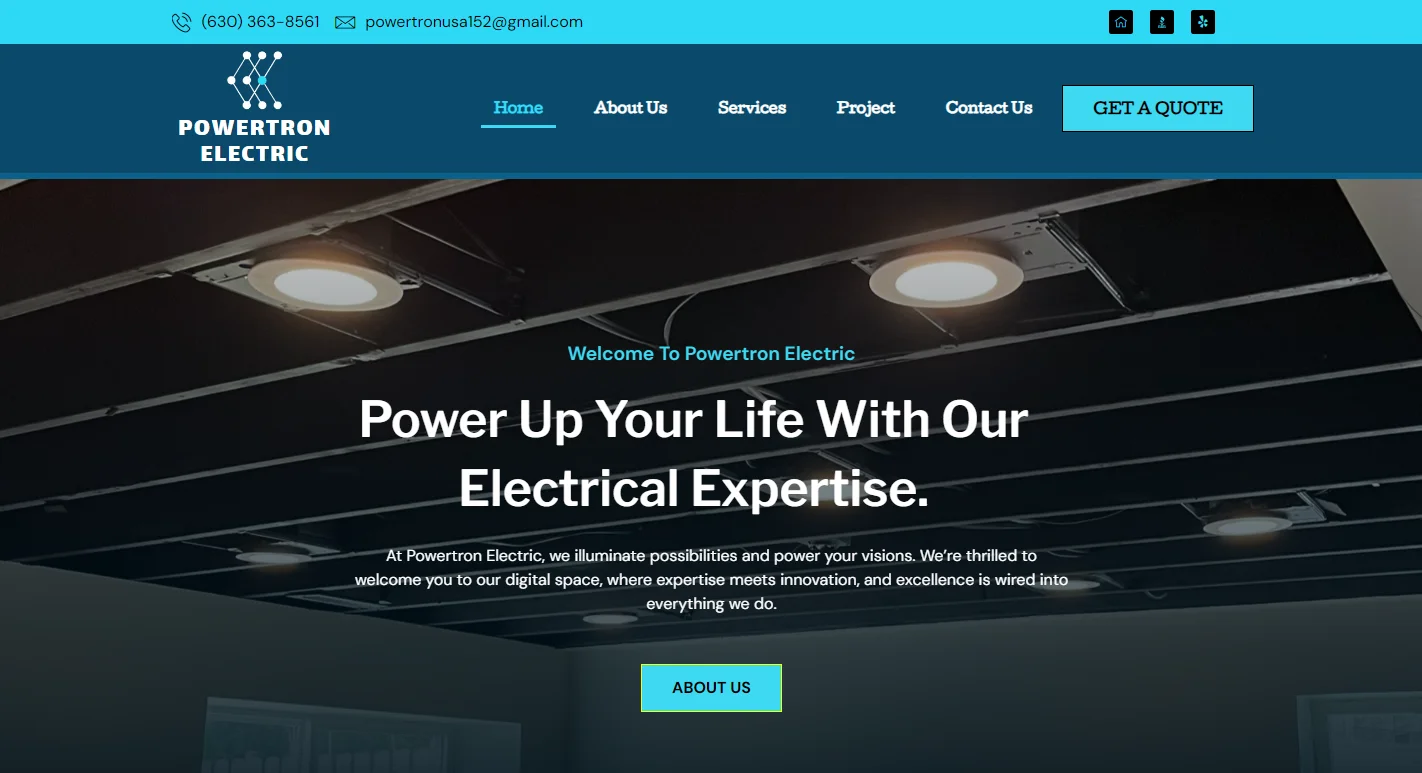 (630) 363-8561 powertronusa152@gmail.com
POWERTRON
ELECTRIC
Home About Us Services Project Contact Us GET A QUOTE
Welcome To Powertron Electric
Power Up Your Life With Our
Electrical Expertise.
At Powertron Electric, we illuminate possibilities and power your visions. We’re thrilled to
welcome you to our digital space, where expertise meets innovation, and excellence is wired into
everything we do.
ABOUT US